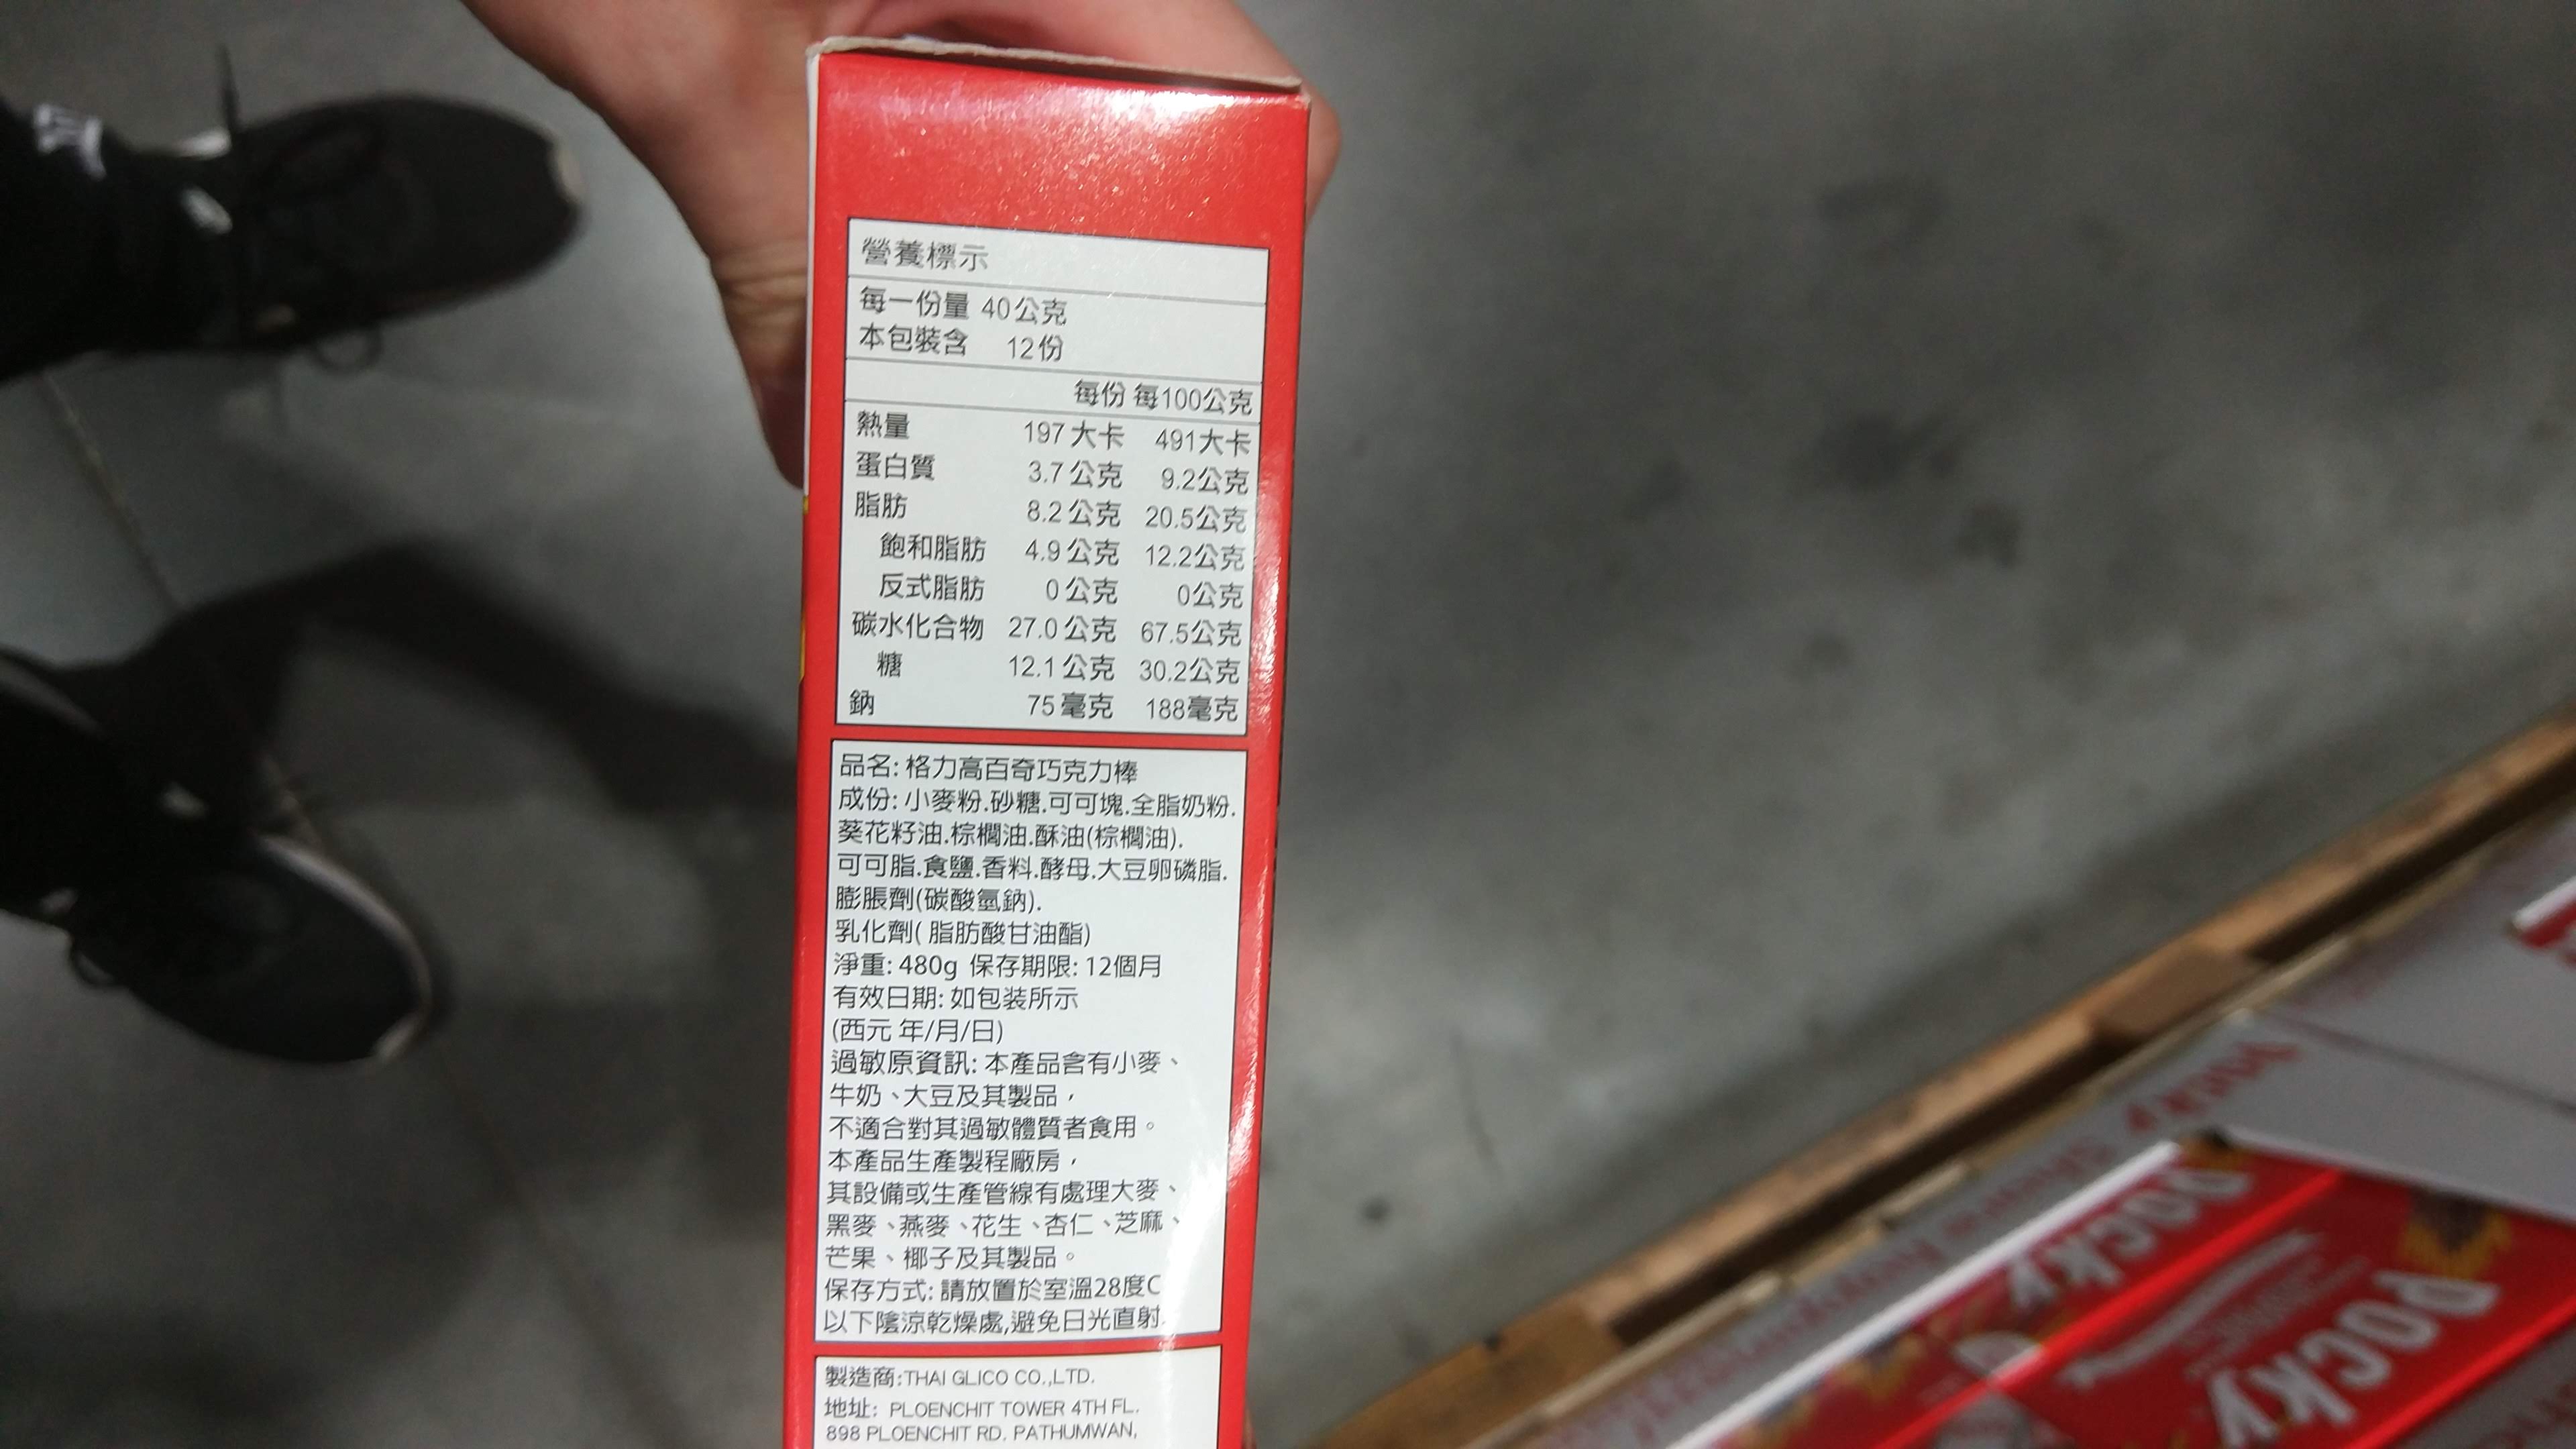 營養標示
每一份量 40公克
本包裝含 12份
每份 每100公克
熱量 197大卡 491大卡
蛋白質 3.7公克 9.2公克
脂肪 8.2公克 20.5公克
飽和脂肪 4.9公克 12.2公克
反式脂肪 0公克 0公克
碳水化合物 27.0公克 67.5公克
糖 12.1公克 30.2公克
鈉 75毫克 188毫克
品名: 格力高百奇巧克力棒
成份: 小麥粉.砂糖.可可塊.全脂奶粉.
葵花籽油.棕櫚油.酥油(棕櫚油).
可可脂.食鹽.香料.酵母.大豆卵磷脂.
膨脹劑(碳酸氫鈉).
乳化劑( 脂肪酸甘油酯)
淨重: 480g 保存期限: 12個月
有效日期: 如包裝所示
(西元 年/月/日)
過敏原資訊: 本產品含有小麥、
牛奶、大豆及其製品，
不適合對其過敏體質者食用。
本產品生產製程廠房，
其設備或生產管線有處理大麥、
黑麥、燕麥、花生、杏仁、芝麻、
芒果、椰子及其製品。
保存方式: 請放置於室溫28度C
以下陰涼乾燥處,避免日光直射.
製造商:THAI GLICO CO.,LTD.
地址: PLOENCHIT TOWER 4TH FL.
898 PLOENCHIT RD. PATHUMWAN,
Pocky
Pocky
Pocky